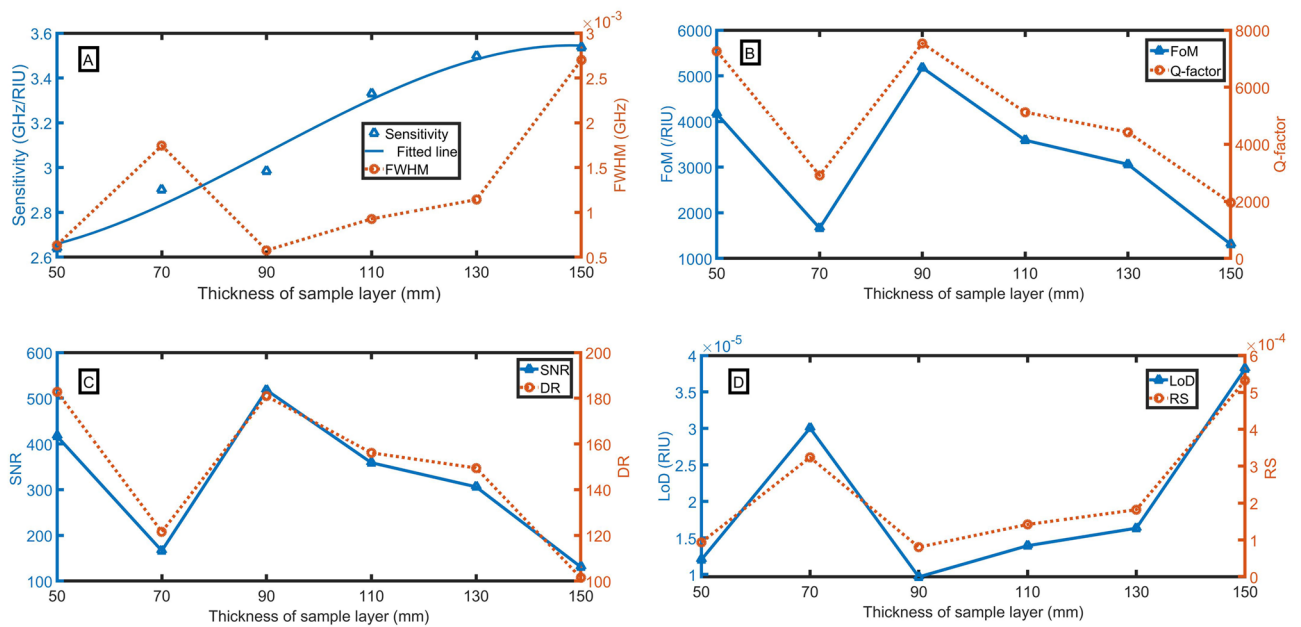 A
Sensitivity (GHz/RIU)
3.6
3.4
3.2
3
2.8
2.6
×10⁻³
3
2.5
2
1.5
1
0.5
FWHM (GHz)
Sensitivity
Fitted line
FWHM
50 70 90 110 130 150
Thickness of sample layer (mm)
B
FoM (/RIU)
6000
5000
4000
3000
2000
1000
8000
6000
4000
2000
0
Q-factor
FoM
Q-factor
50 70 90 110 130 150
Thickness of sample layer (mm)
C
SNR
600
500
400
300
200
100
200
180
160
140
120
100
DR
SNR
DR
50 70 90 110 130 150
Thickness of sample layer (mm)
D
×10⁻⁵
LoD (RIU)
4
3.5
3
2.5
2
1.5
1
×10⁻⁴
6
5
4
3
2
1
0
RS
LoD
RS
50 70 90 110 130 150
Thickness of sample layer (mm)